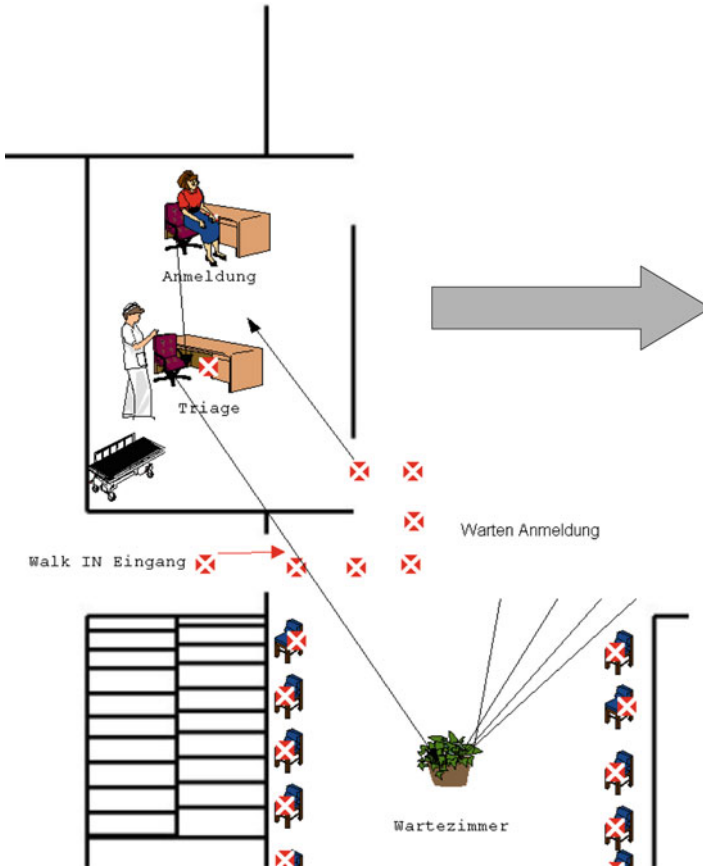 Anmeldung
Triage
Warten Anmeldung
Walk IN Eingang
Wartezimmer